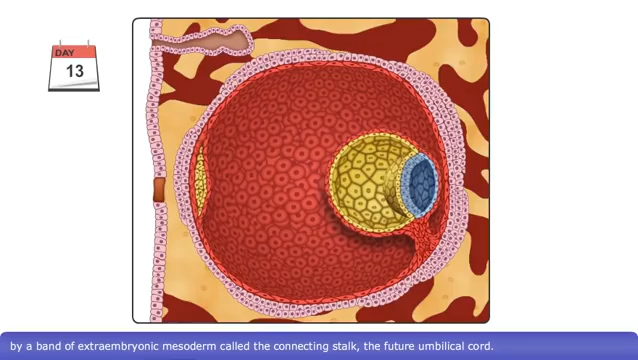 DAY
13
by a band of extraembryonic mesoderm called the connecting stalk, the future umbilical cord.